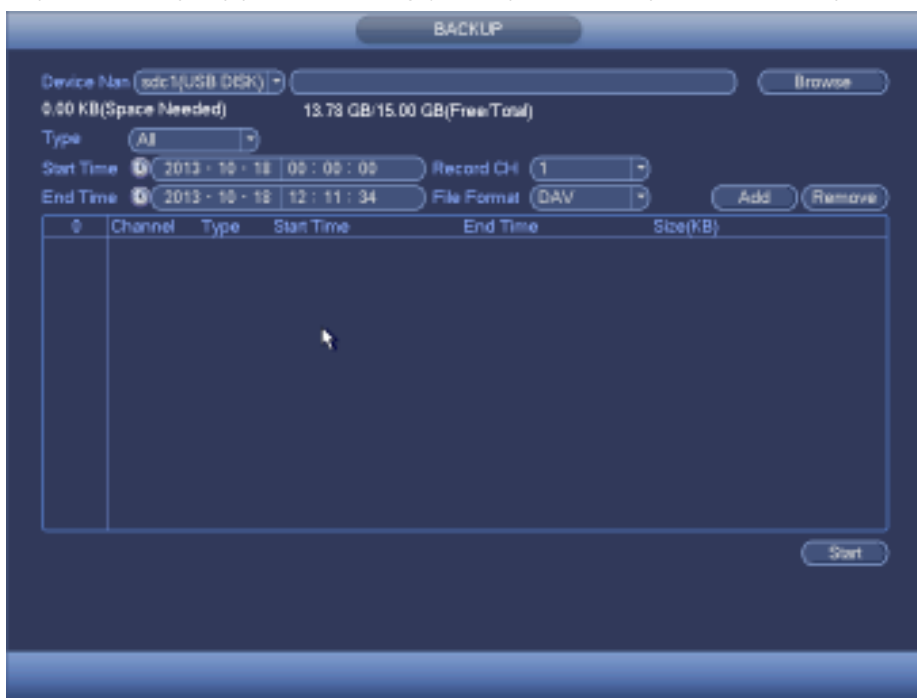 BACKUP
Device Nan sdc1(USB DISK) Browse
0.00 KB(Space Needed) 13.78 GB/15.00 GB(Free/Total)
Type All
Start Time 2013 - 10 - 18 00 : 00 : 00 Record CH 1
End Time 2013 - 10 - 18 12 : 11 : 34 File Format DAV Add Remove
0 Channel Type Start Time End Time Size(KB)
Start